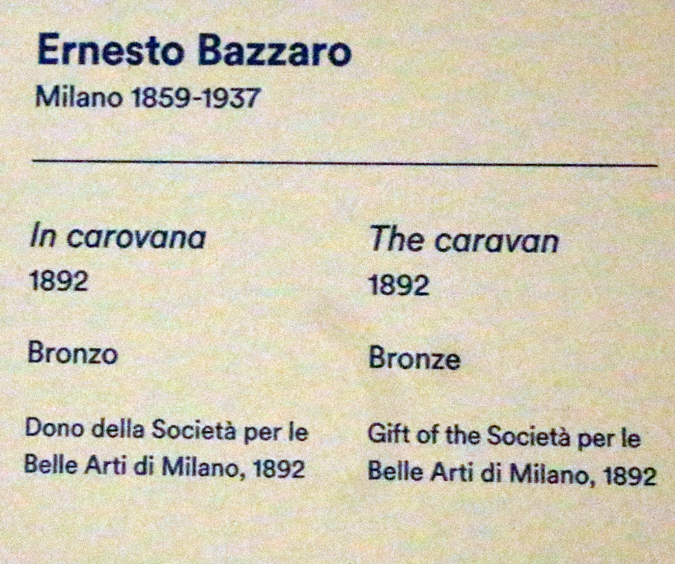 Ernesto Bazzaro
Milano 1859-1937
In carovana
1892
Bronzo
Dono della Società per le
Belle Arti di Milano, 1892
The caravan
1892
Bronze
Gift of the Società per le
Belle Arti di Milano, 1892